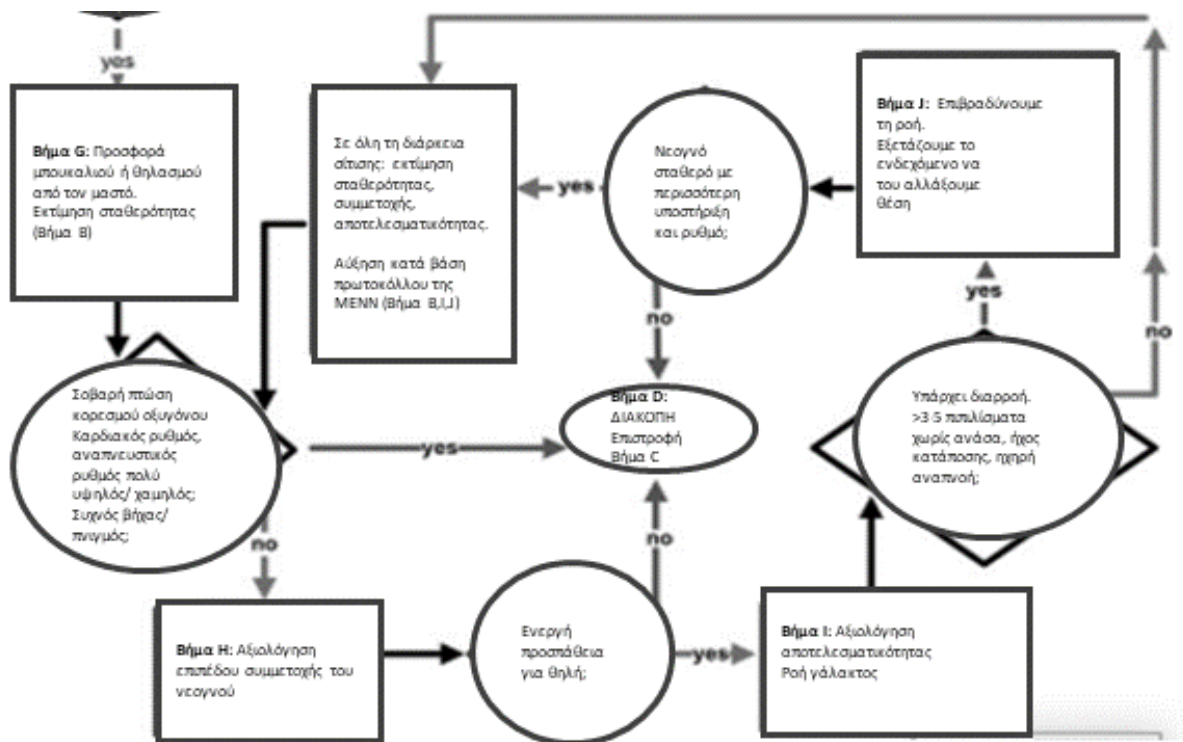 yes
Βήμα G: Προσφορά
μπουκαλιού ή θηλασμού
από τον μαστό.
Εκτίμηση σταθερότητας
(Βήμα B)
Σε όλη τη διάρκεια
σίτισης: εκτίμηση
σταθερότητας,
συμμετοχής,
αποτελεσματικότητας.
Αύξηση κατά βάση
πρωτοκόλλου της
ΜΕΝΝ (Βήμα B,I,J)
yes
Νεογνό
σταθερό με
περισσότερη
υποστήριξη
και ρυθμό;
Βήμα J: Επιβραδύνουμε
τη ροή.
Εξετάζουμε το
ενδεχόμενο να
του αλλάξουμε
θέση
yes
no
no
Σοβαρή πτώση
κορεσμού οξυγόνου
Καρδιακός ρυθμός,
αναπνευστικός
ρυθμός πολύ
υψηλός/ χαμηλός;
Συχνός βήχας/
πνιγμός;
yes
Βήμα D:
ΔΙΑΚΟΠΗ
Επιστροφή
Βήμα C
Υπάρχει διαρροή.
>3-5 πιπιλίσματα
χωρίς ανάσα, ήχος
κατάποσης, ηχηρή
αναπνοή;
no
no
Βήμα H: Αξιολόγηση
επιπέδου συμμετοχής του
νεογνού
Ενεργή
προσπάθεια
για θηλή;
yes
Βήμα I: Αξιολόγηση
αποτελεσματικότητας
Ροή γάλακτος